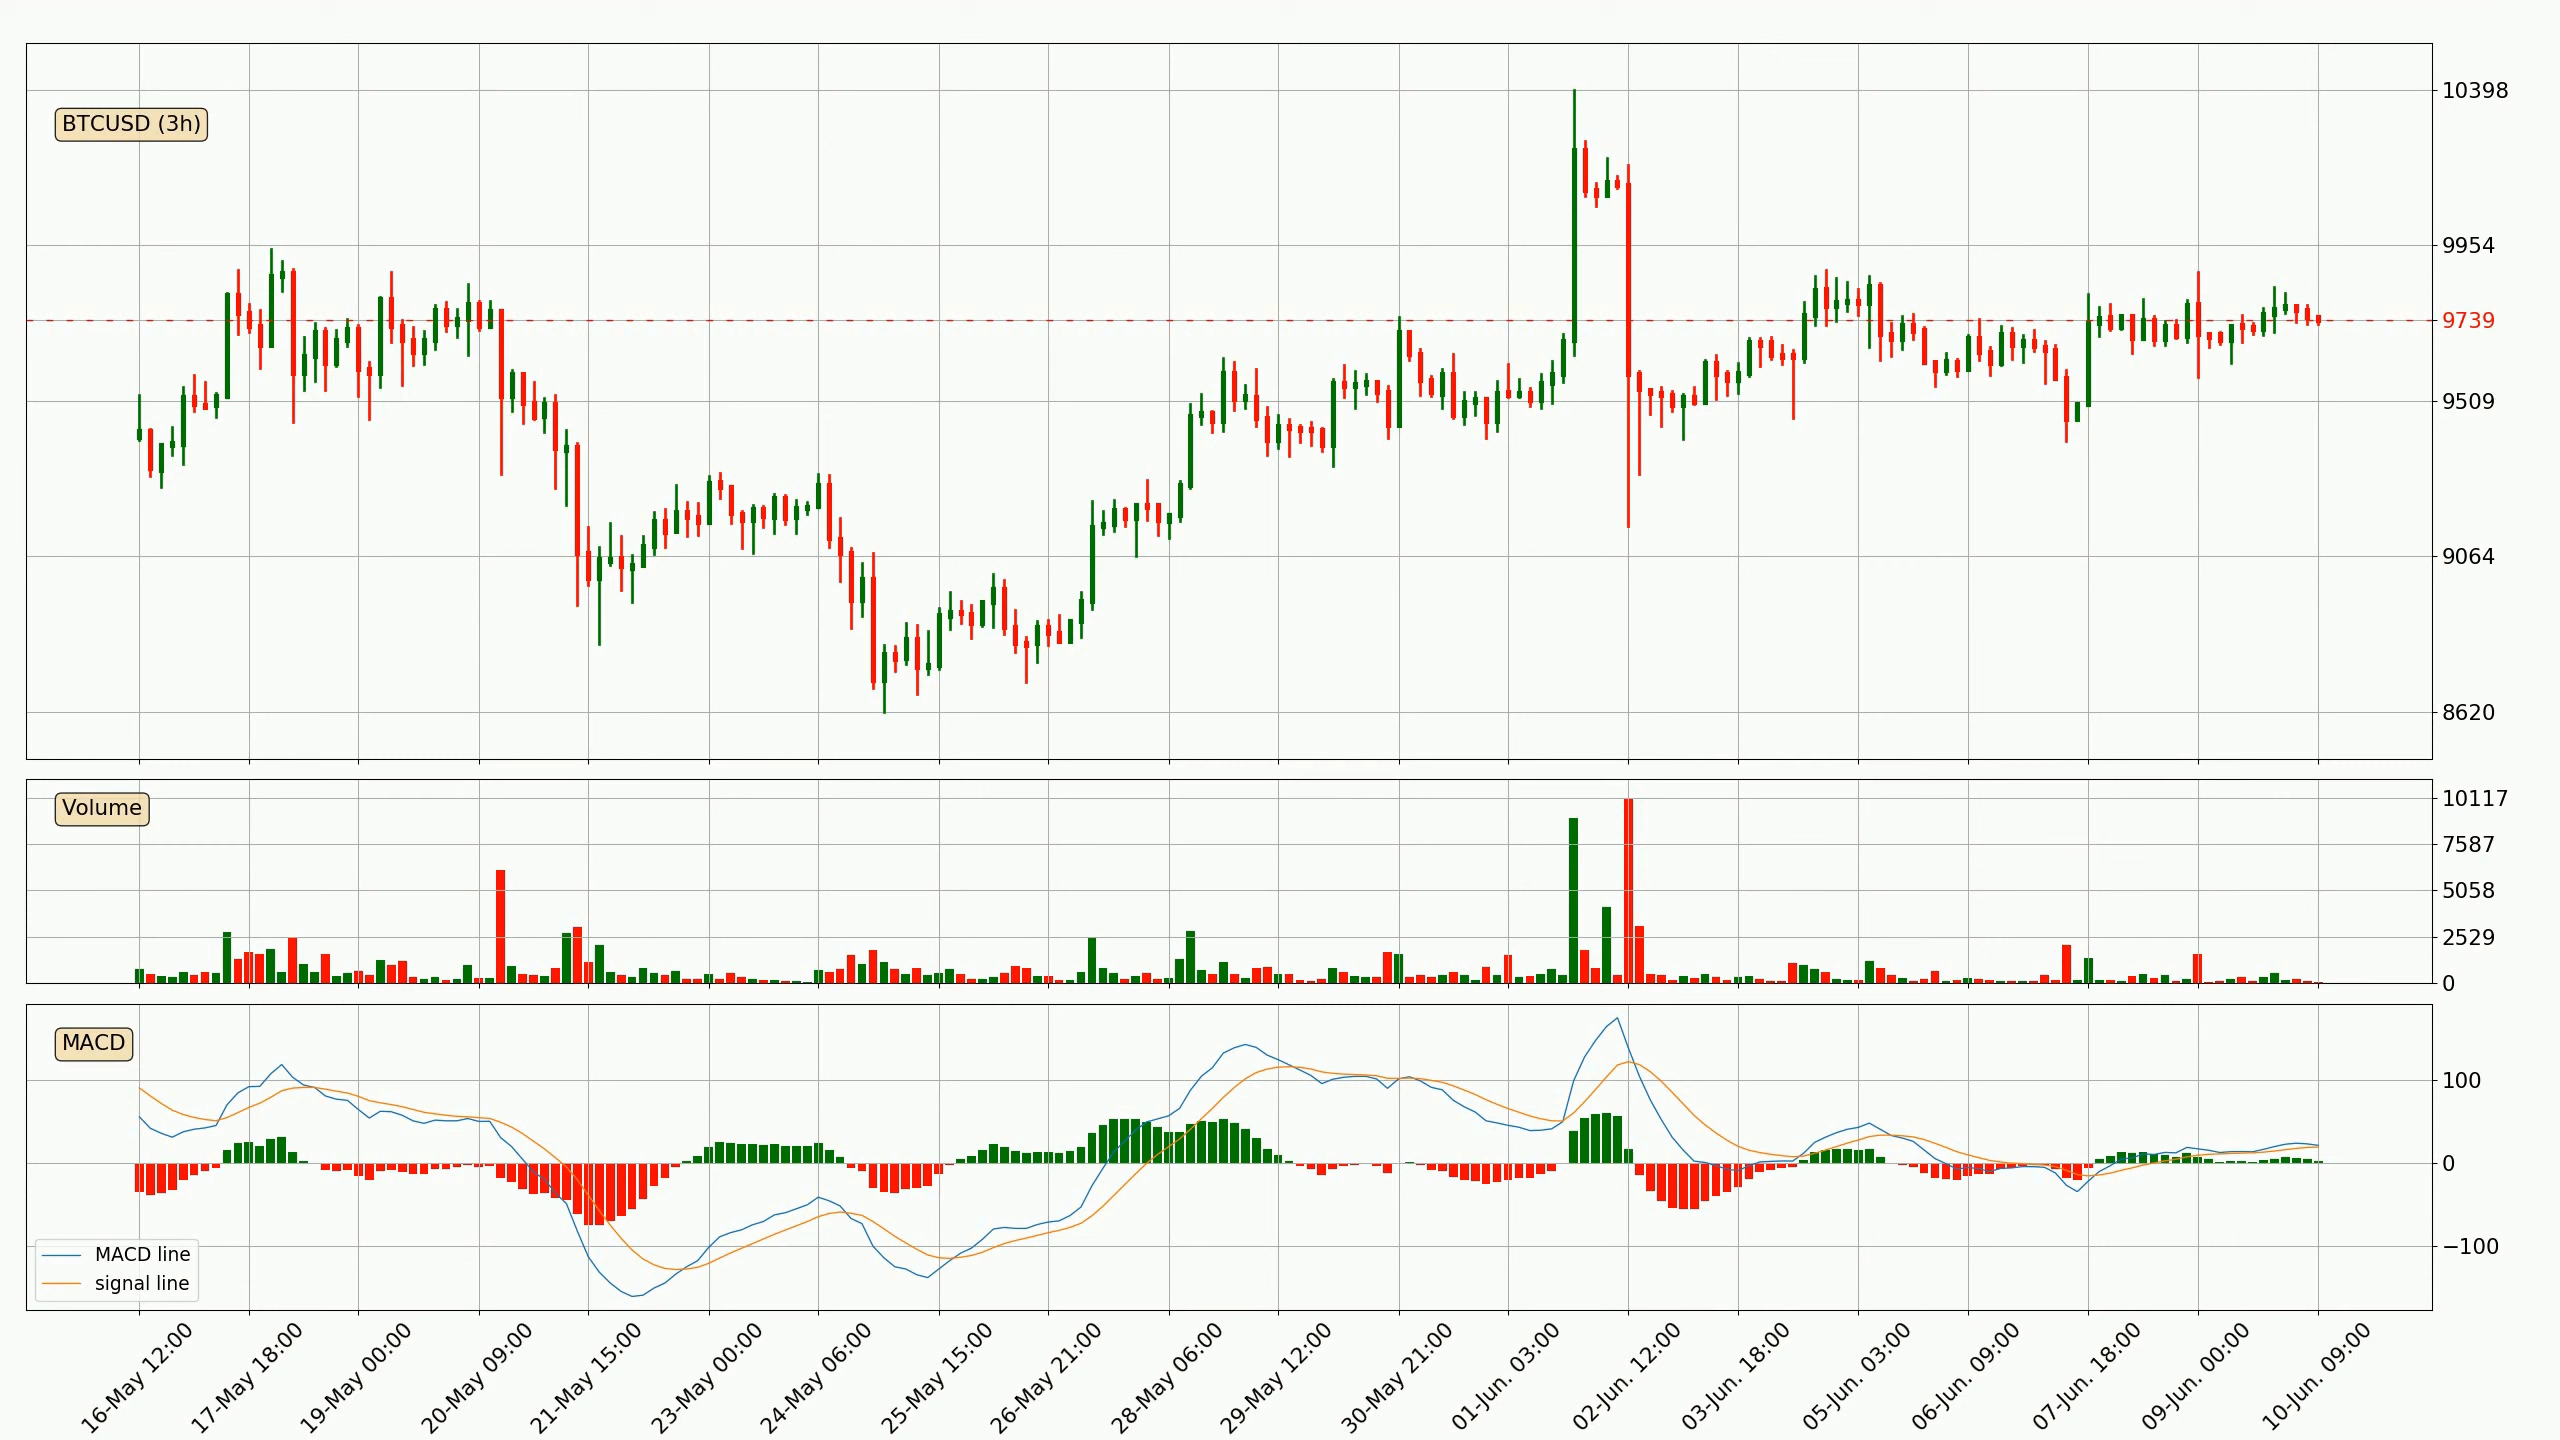 BTCUSD (3h)
10398
9954
9739
9509
9064
8620
Volume
10117
7587
5058
2529
0
MACD
100
0
−100
MACD line
signal line
16-May 12:00
17-May 18:00
19-May 00:00
20-May 09:00
21-May 15:00
23-May 00:00
24-May 06:00
25-May 15:00
26-May 21:00
28-May 06:00
29-May 12:00
30-May 21:00
01-Jun. 03:00
02-Jun. 12:00
03-Jun. 18:00
05-Jun. 03:00
06-Jun. 09:00
07-Jun. 18:00
09-Jun. 00:00
10-Jun. 09:00